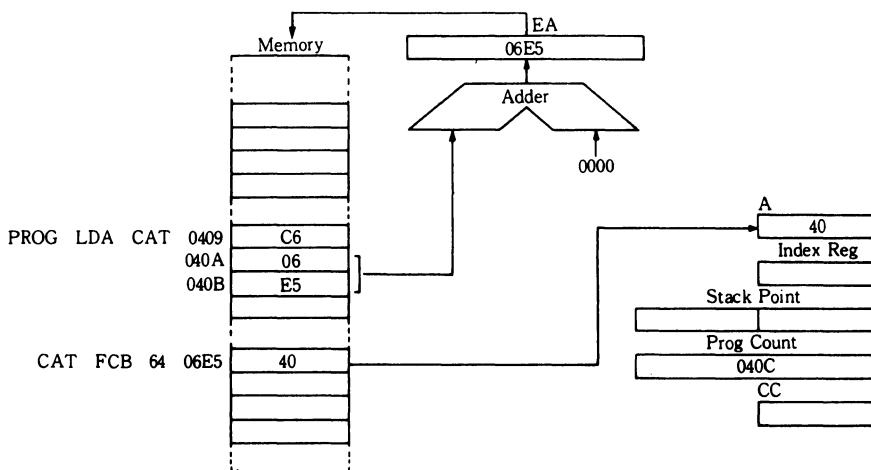 EA
Memory
06E5
Adder
0000
A
PROG LDA CAT 0409 C6
40
040A 06
Index Reg
040B E5
Stack Point
Prog Count
CAT FCB 64 06E5 40
040C
CC